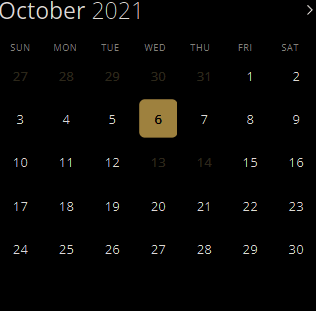 October 2021 >
SUN MON TUE WED THU FRI SAT
27 28 29 30 31 1 2
3 4 5 6 7 8 9
10 11 12 13 14 15 16
17 18 19 20 21 22 23
24 25 26 27 28 29 30